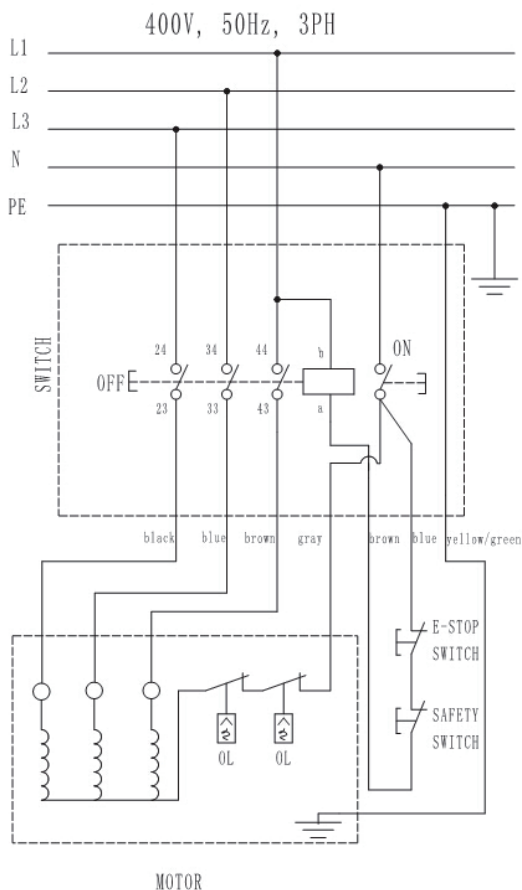 400V, 50Hz, 3PH
L1
L2
L3
N
PE
SWITCH
24
34
44
b
ON
OFF
23
33
43
a
black
blue
brown
gray
brown
blue
yellow/green
E-STOP
SWITCH
SAFETY
SWITCH
OL
OL
MOTOR